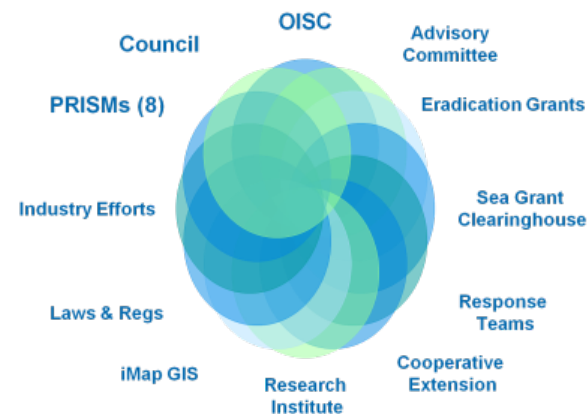 OISC
Council
Advisory
Committee
PRISMs (8)
Eradication Grants
Industry Efforts
Sea Grant
Clearinghouse
Laws & Regs
Response
Teams
iMap GIS
Cooperative
Extension
Research
Institute